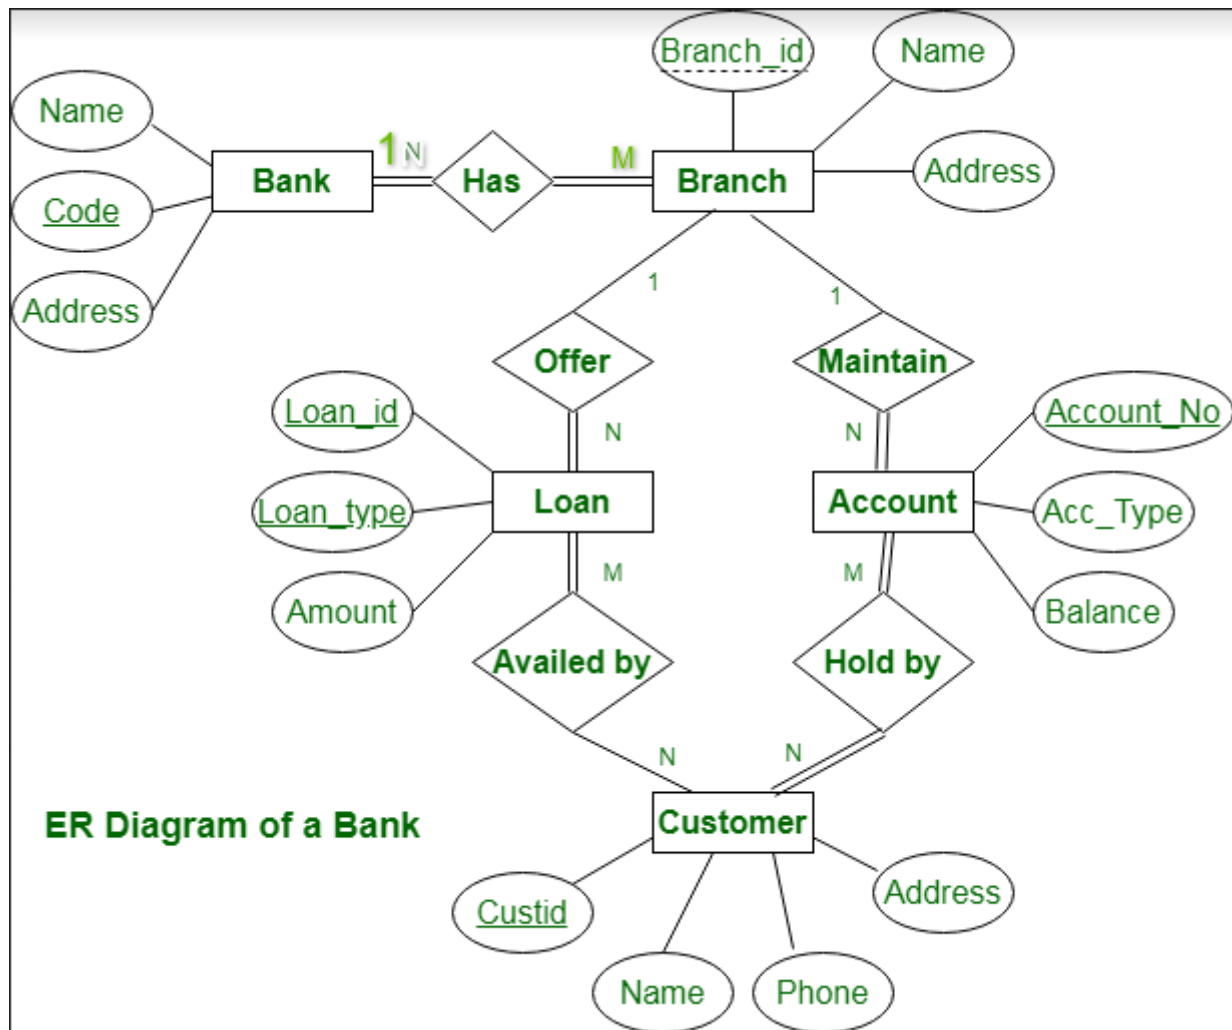 Branch_id
Name
Name
1 N
M
Bank
Has
Branch
Address
Code
Address
1
1
Offer
Maintain
Loan_id
Account_No
N
N
Loan_type
Loan
Account
Acc_Type
M
M
Amount
Balance
Availed by
Hold by
N
N
ER Diagram of a Bank
Customer
Address
Custid
Name
Phone